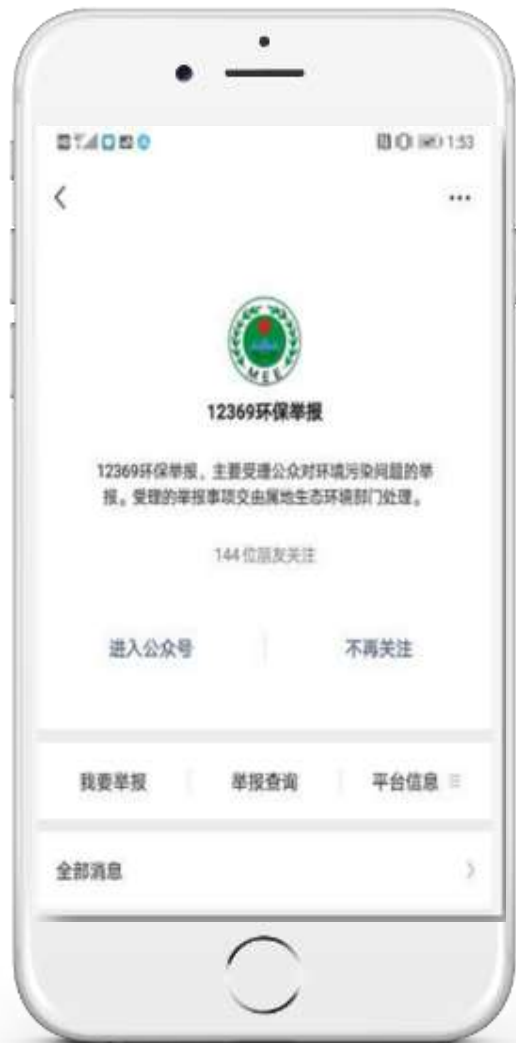 1:53
MEE
12369环保举报
12369环保举报，主要受理公众对环境污染问题的举
报。受理的举报事项交由属地生态环境部门处理。
144位朋友关注
进入公众号
不再关注
我要举报
举报查询
平台信息
全部消息